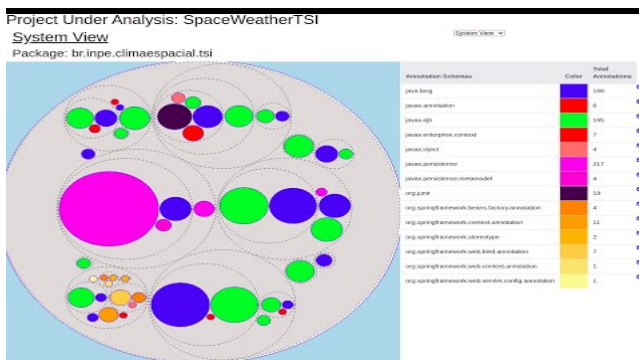 Project Under Analysis: SpaceWeatherTSI
System View
System View
Package: br.inpe.climaespacial.tsi
Annotation Schemas Color Total Annotations
java.lang 169
javax.annotation 6
javax.ejb 195
javax.enterprise.context 7
javax.inject 4
javax.persistence 217
javax.persistence.metamodel 4
org.junit 19
org.springframework.beans.factory.annotation 4
org.springframework.context.annotation 11
org.springframework.stereotype 2
org.springframework.web.bind.annotation 7
org.springframework.web.context.annotation 1
org.springframework.web.servlet.config.annotation 1